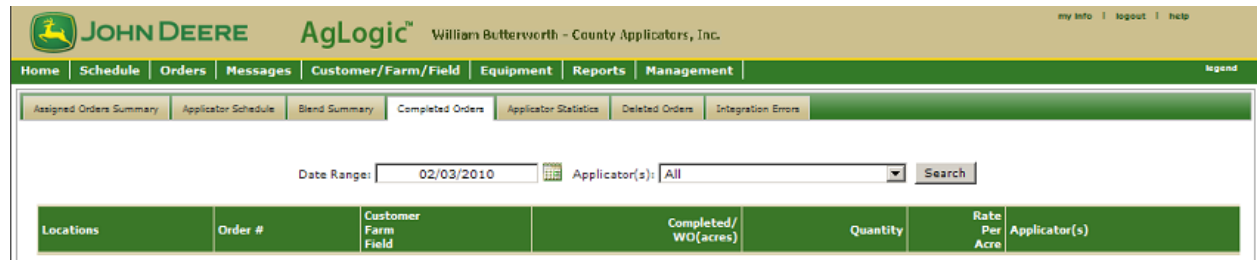 my info | logout | help
JOHN DEERE AgLogic™ William Butterworth - County Applicators, Inc.
Home | Schedule | Orders | Messages | Customer/Farm/Field | Equipment | Reports | Management | legend
Assigned Orders Summary Applicator Schedule Blend Summary Completed Orders Applicator Statistics Deleted Orders Integration Errors
Date Range: 02/03/2010 Applicator(s): All Search
Locations Order # Customer Farm Field Completed/ WO(acres) Quantity Rate Per Acre Applicator(s)